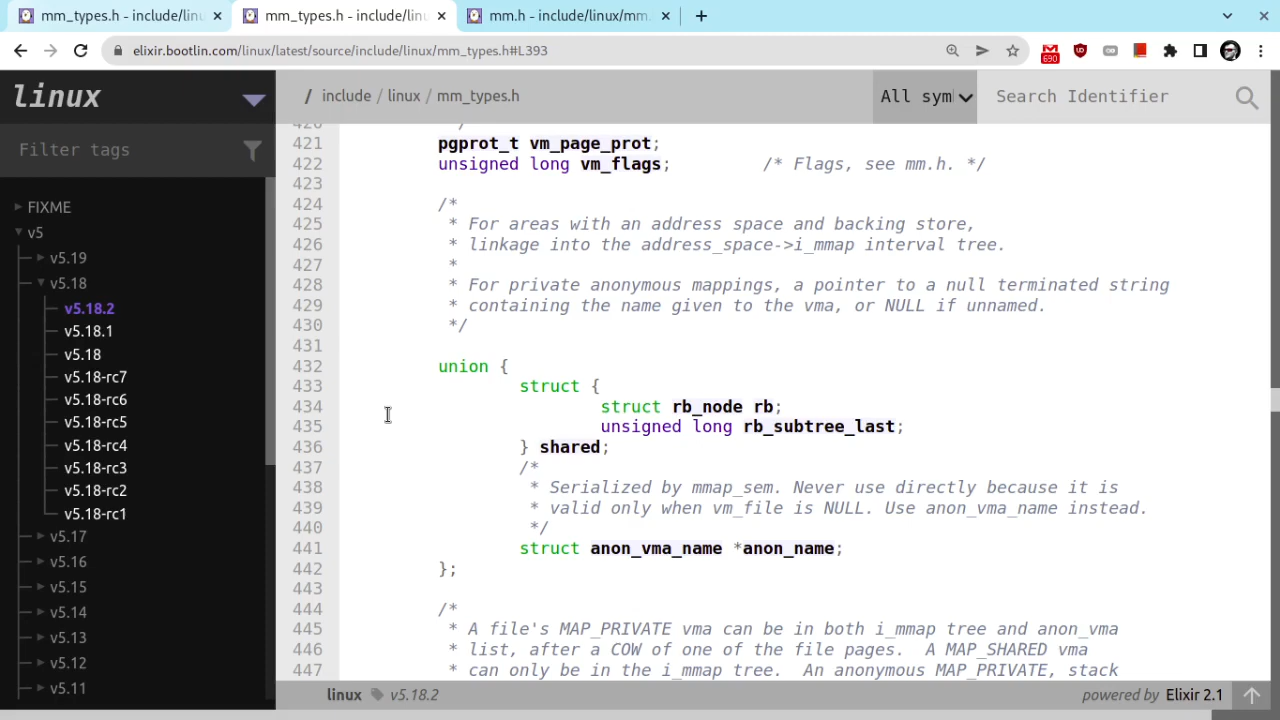 mm_types.h - include/linu
mm_types.h - include/linu
mm.h - include/linux/mm.
elixir.bootlin.com/linux/latest/source/include/linux/mm_types.h#L393
690
linux
/ include / linux / mm_types.h
All sym
Search Identifier
Filter tags
FIXME
v5
v5.19
v5.18
v5.18.2
v5.18.1
v5.18
v5.18-rc7
v5.18-rc6
v5.18-rc5
v5.18-rc4
v5.18-rc3
v5.18-rc2
v5.18-rc1
v5.17
v5.16
v5.15
v5.14
v5.13
v5.12
v5.11
420 */
421 pgprot_t vm_page_prot;
422 unsigned long vm_flags; /* Flags, see mm.h. */
423
424 /*
425 * For areas with an address space and backing store,
426 * linkage into the address_space->i_mmap interval tree.
427 *
428 * For private anonymous mappings, a pointer to a null terminated string
429 * containing the name given to the vma, or NULL if unnamed.
430 */
431
432 union {
433 struct {
434 struct rb_node rb;
435 unsigned long rb_subtree_last;
436 } shared;
437 /*
438 * Serialized by mmap_sem. Never use directly because it is
439 * valid only when vm_file is NULL. Use anon_vma_name instead.
440 */
441 struct anon_vma_name *anon_name;
442 };
443
444 /*
445 * A file's MAP_PRIVATE vma can be in both i_mmap tree and anon_vma
446 * list, after a COW of one of the file pages. A MAP_SHARED vma
447 * can only be in the i_mmap tree. An anonymous MAP_PRIVATE, stack
linux v5.18.2
powered by Elixir 2.1